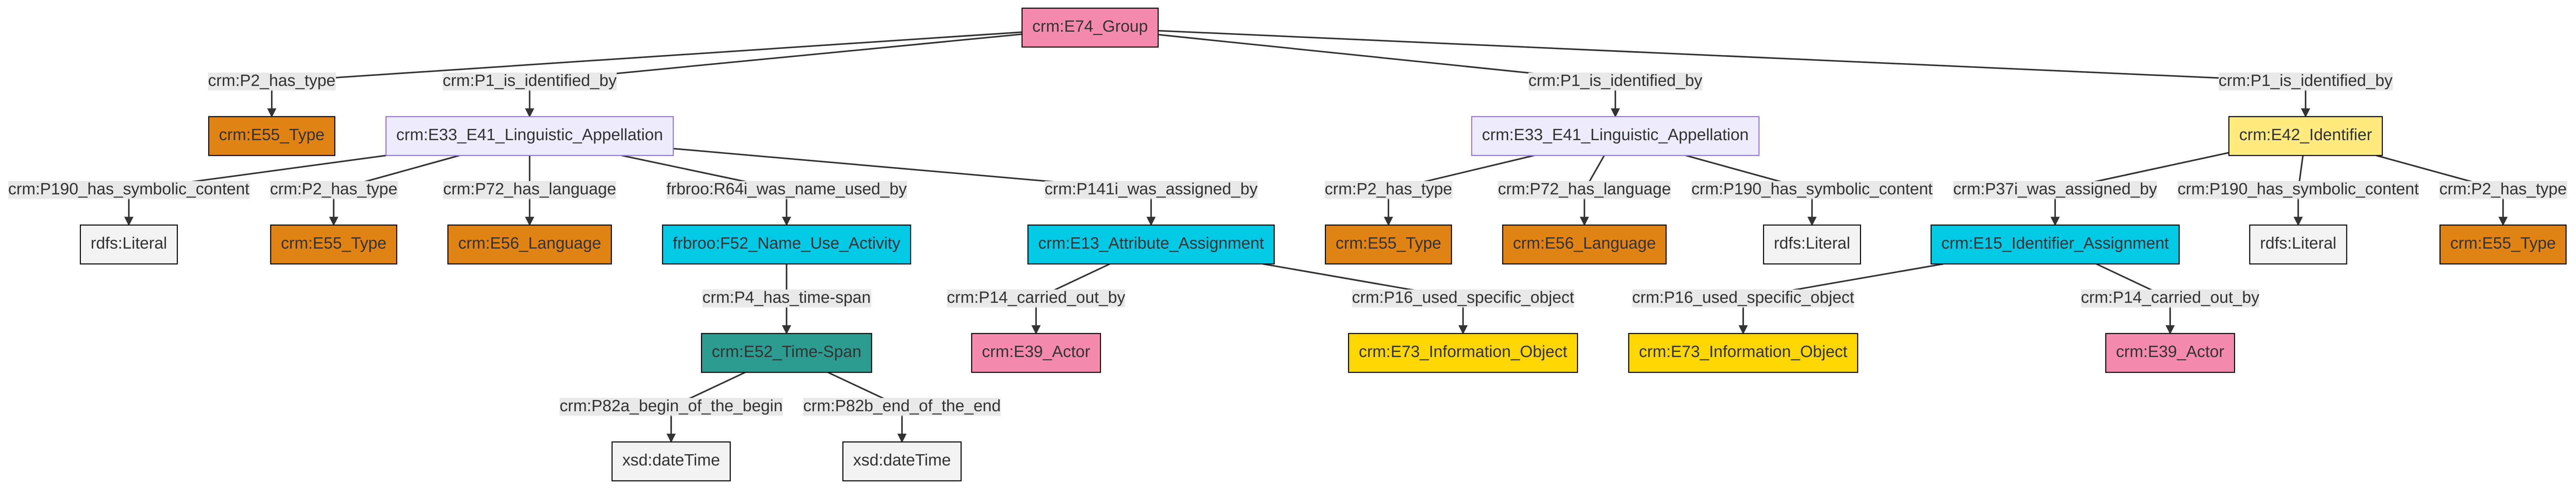 crm:E74_Group
crm:P2_has_type
crm:P1_is_identified_by
crm:P1_is_identified_by
crm:P1_is_identified_by
crm:E55_Type
crm:E33_E41_Linguistic_Appellation
crm:E33_E41_Linguistic_Appellation
crm:E42_Identifier
crm:P190_has_symbolic_content
crm:P2_has_type
crm:P72_has_language
frbroo:R64i_was_name_used_by
crm:P141i_was_assigned_by
crm:P2_has_type
crm:P72_has_language
crm:P190_has_symbolic_content
crm:P37i_was_assigned_by
crm:P190_has_symbolic_content
crm:P2_has_type
rdfs:Literal
crm:E55_Type
crm:E56_Language
frbroo:F52_Name_Use_Activity
crm:E13_Attribute_Assignment
crm:E55_Type
crm:E56_Language
rdfs:Literal
crm:E15_Identifier_Assignment
rdfs:Literal
crm:E55_Type
crm:P4_has_time-span
crm:P14_carried_out_by
crm:P16_used_specific_object
crm:P16_used_specific_object
crm:P14_carried_out_by
crm:E52_Time-Span
crm:E39_Actor
crm:E73_Information_Object
crm:E73_Information_Object
crm:E39_Actor
crm:P82a_begin_of_the_begin
crm:P82b_end_of_the_end
xsd:dateTime
xsd:dateTime